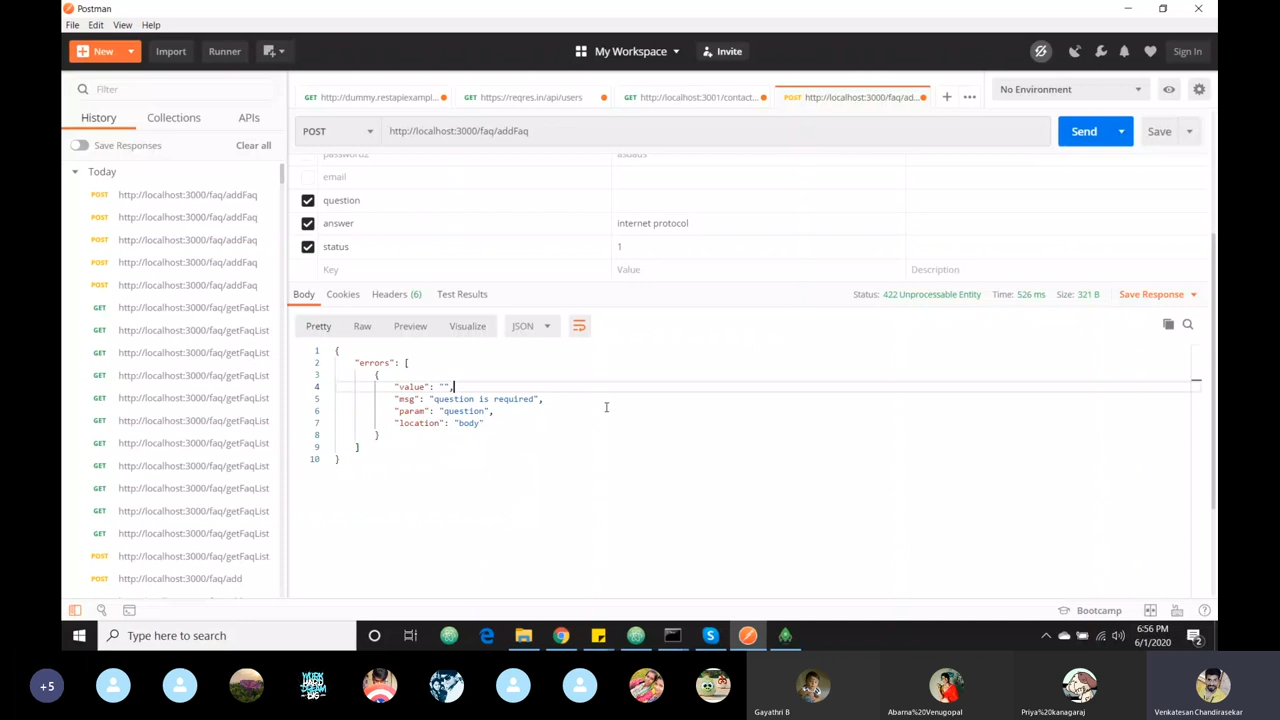 Postman
File Edit View Help
New Import Runner My Workspace Invite Sign In
Filter
History Collections APIs
Save Responses Clear all
Today
POST http://localhost:3000/faq/addFaq
POST http://localhost:3000/faq/addFaq
POST http://localhost:3000/faq/addFaq
POST http://localhost:3000/faq/addFaq
POST http://localhost:3000/faq/addFaq
GET http://localhost:3000/faq/getFaqList
GET http://localhost:3000/faq/getFaqList
GET http://localhost:3000/faq/getFaqList
GET http://localhost:3000/faq/getFaqList
GET http://localhost:3000/faq/getFaqList
GET http://localhost:3000/faq/getFaqList
GET http://localhost:3000/faq/getFaqList
GET http://localhost:3000/faq/getFaqList
GET http://localhost:3000/faq/getFaqList
GET http://localhost:3000/faq/getFaqList
GET http://localhost:3000/faq/getFaqList
POST http://localhost:3000/faq/getFaqList
POST http://localhost:3000/faq/add
GET http://dummy.restapiexampl... GET https://reqres.in/api/users GET http://localhost:3001/contact... POST http://localhost:3000/faq/ad... + ... No Environment
POST http://localhost:3000/faq/addFaq Send Save
password2 asdads
email
question
answer internet protocol
status 1
Key Value Description
Body Cookies Headers (6) Test Results Status: 422 Unprocessable Entity Time: 526 ms Size: 321 B Save Response
Pretty Raw Preview Visualize JSON
1 {
2 "errors": [
3 {
4 "value": "",
5 "msg": "question is required",
6 "param": "question",
7 "location": "body"
8 }
9 ]
10 }
Bootcamp
Type here to search
6:56 PM
6/1/2020
2
+5
Gayathri B Abarna%20Venugopal Priya%20kanagaraj Venkatesan Chandirasekar